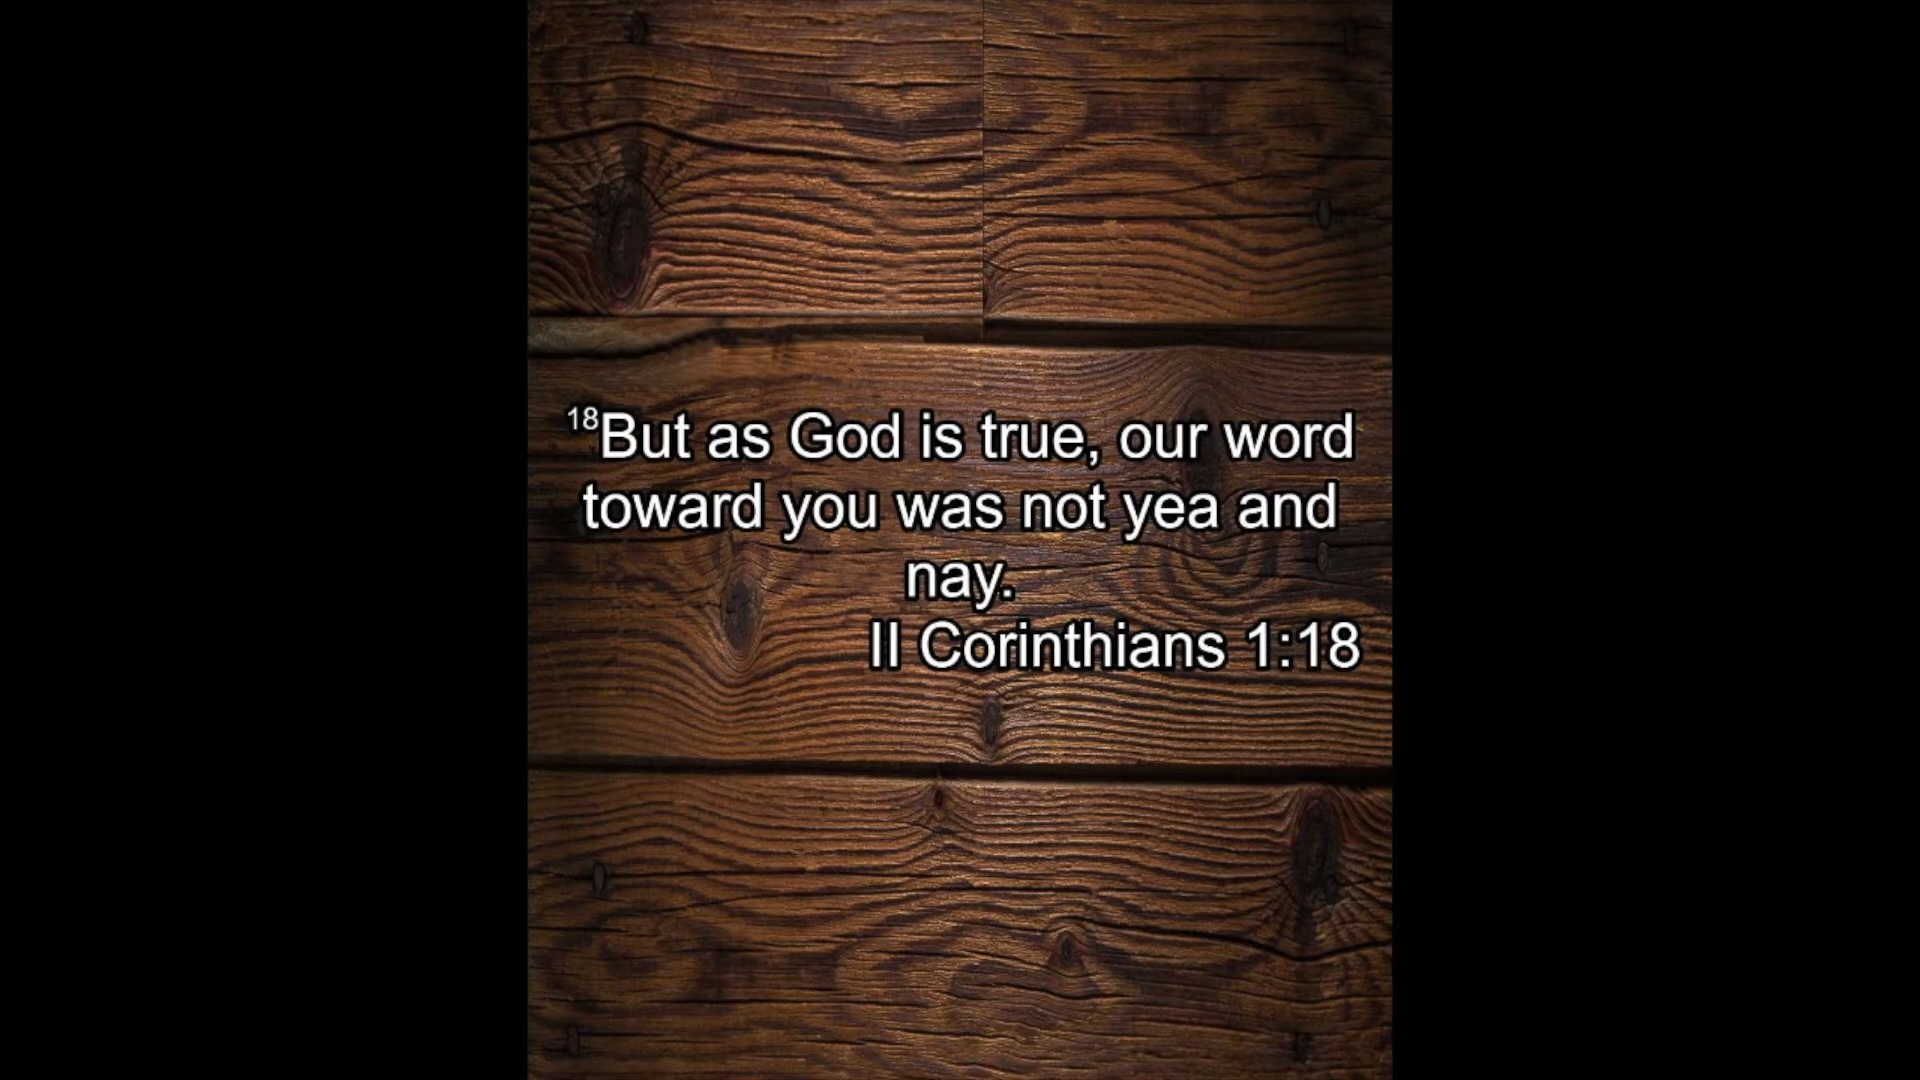 18But as God is true, our word
toward you was not yea and
nay.
II Corinthians 1:18